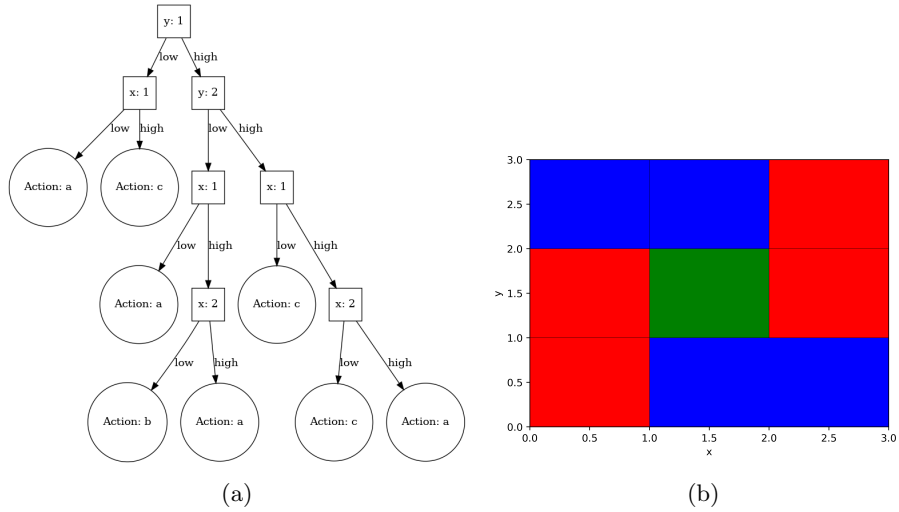 y: 1
low high
x: 1 y: 2
low high low high
Action: a Action: c x: 1 x: 1
low high low high
Action: a x: 2 Action: c x: 2
low high low high
Action: b Action: a Action: c Action: a
(a)
3.0
2.5
2.0
1.5
1.0
0.5
0.0
y
0.0 0.5 1.0 1.5 2.0 2.5 3.0
x
(b)